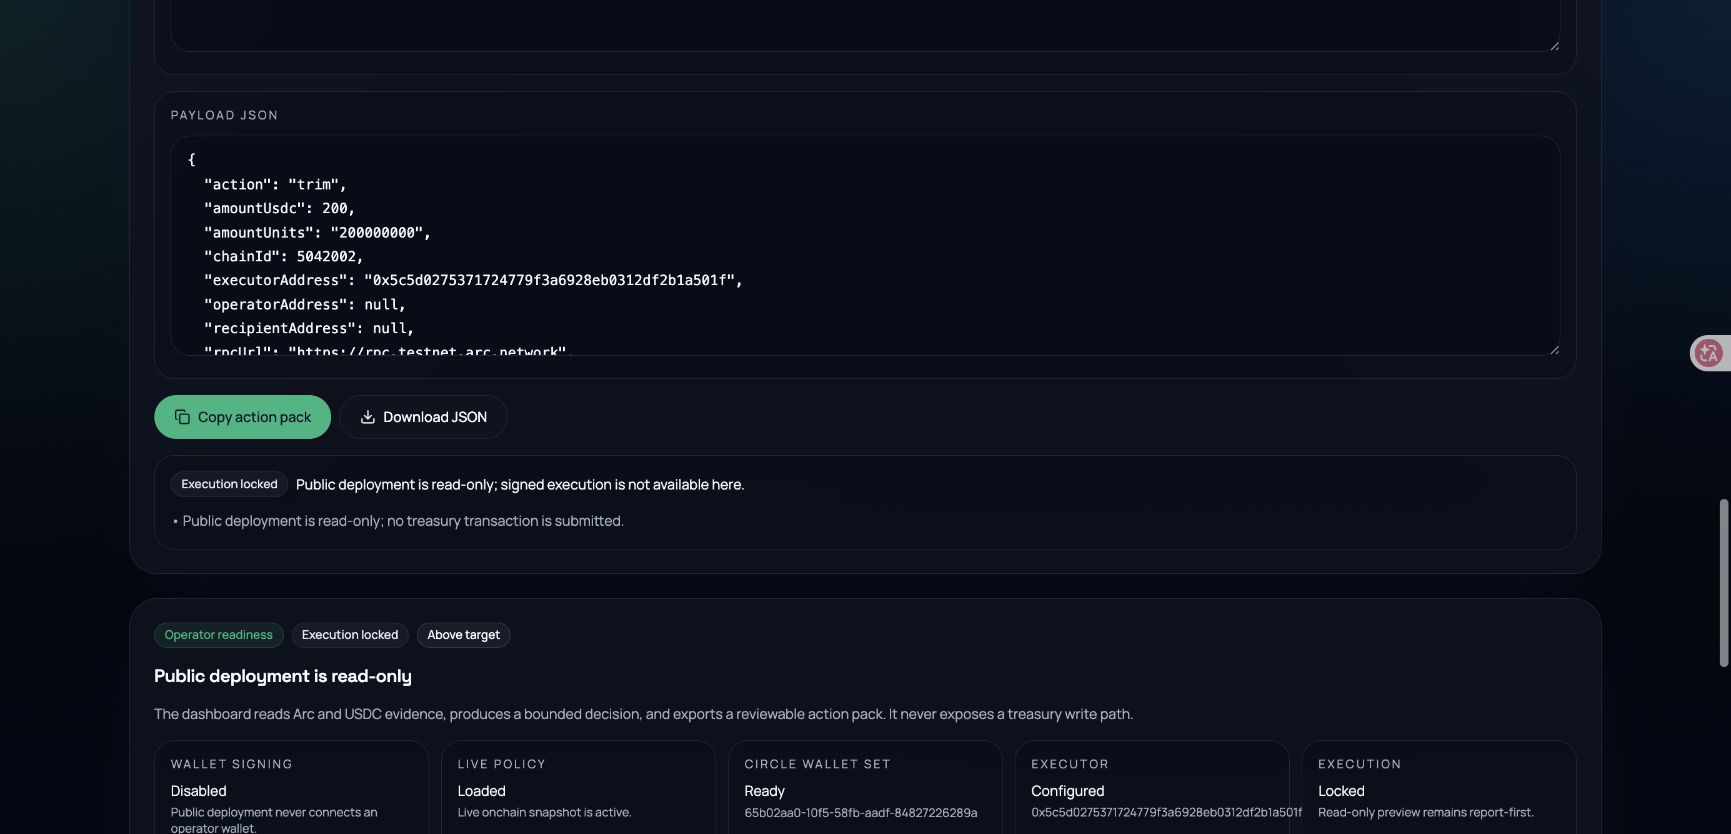 PAYLOAD JSON
{
"action": "trim",
"amountUsdc": 200,
"amountUnits": "200000000",
"chainId": 5042002,
"executorAddress": "0x5c5d0275371724779f3a6928eb0312df2b1a501f",
"operatorAddress": null,
"recipientAddress": null,
"rpcUrl": "https://rpc.testnet.arc.network",
Copy action pack
Download JSON
Execution locked Public deployment is read-only; signed execution is not available here.
• Public deployment is read-only; no treasury transaction is submitted.
Operator readiness Execution locked Above target
Public deployment is read-only
The dashboard reads Arc and USDC evidence, produces a bounded decision, and exports a reviewable action pack. It never exposes a treasury write path.
WALLET SIGNING
Disabled
Public deployment never connects an
operator wallet.
LIVE POLICY
Loaded
Live onchain snapshot is active.
CIRCLE WALLET SET
Ready
65b02aa0-10f5-58fb-aadf-84827226289a
EXECUTOR
Configured
0x5c5d0275371724779f3a6928eb0312df2b1a501f
EXECUTION
Locked
Read-only preview remains report-first.